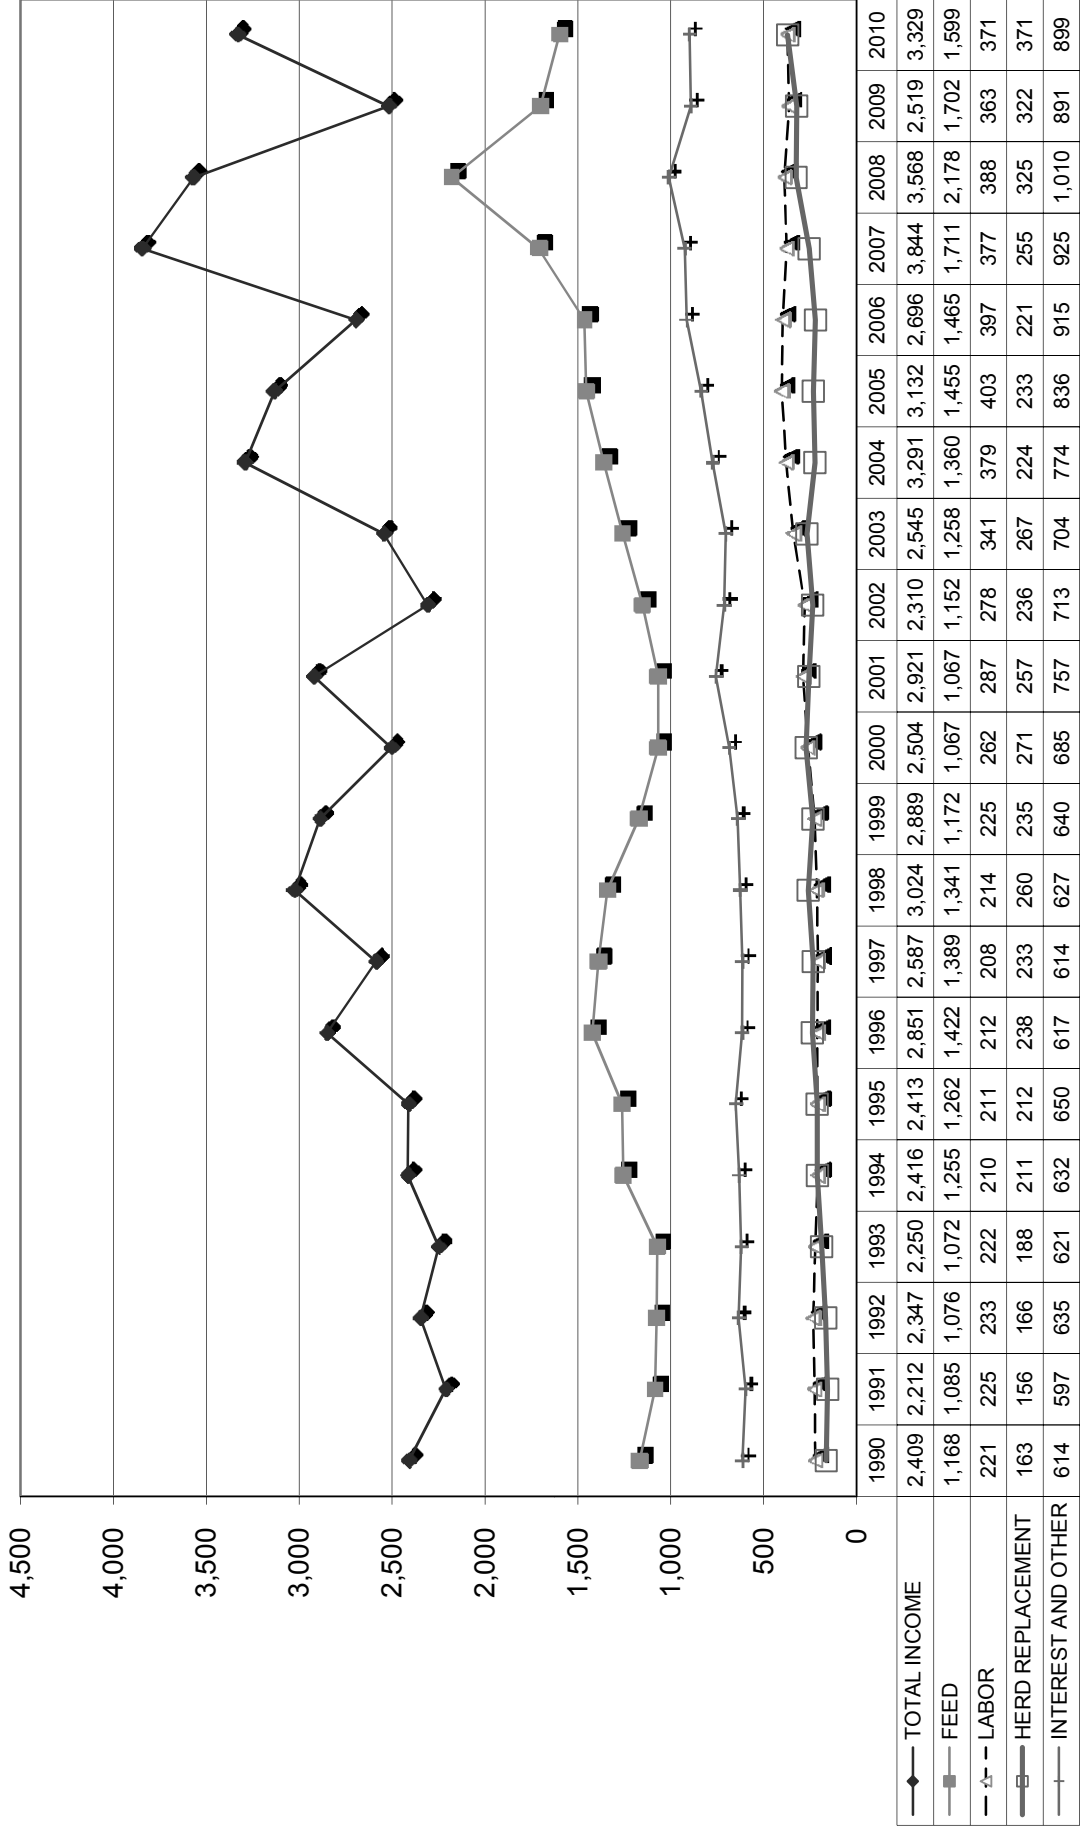 4,500
4,000
3,500
3,000
2,500
2,000
1,500
1,000
500
0
1990 1991 1992 1993 1994 1995 1996 1997 1998 1999 2000 2001 2002 2003 2004 2005 2006 2007 2008 2009 2010
TOTAL INCOME 2,409 2,212 2,347 2,250 2,416 2,413 2,851 2,587 3,024 2,889 2,504 2,921 2,310 2,545 3,291 3,132 2,696 3,844 3,568 2,519 3,329
FEED 1,168 1,085 1,076 1,072 1,255 1,262 1,422 1,389 1,341 1,172 1,067 1,067 1,152 1,258 1,360 1,455 1,465 1,711 2,178 1,702 1,599
LABOR 221 225 233 222 210 211 212 208 214 225 262 287 278 341 379 403 397 377 388 363 371
HERD REPLACEMENT 163 156 166 188 211 212 238 233 260 235 271 257 236 267 224 233 221 255 325 322 371
INTEREST AND OTHER 614 597 635 621 632 650 617 614 627 640 685 757 713 704 774 836 915 925 1,010 891 899